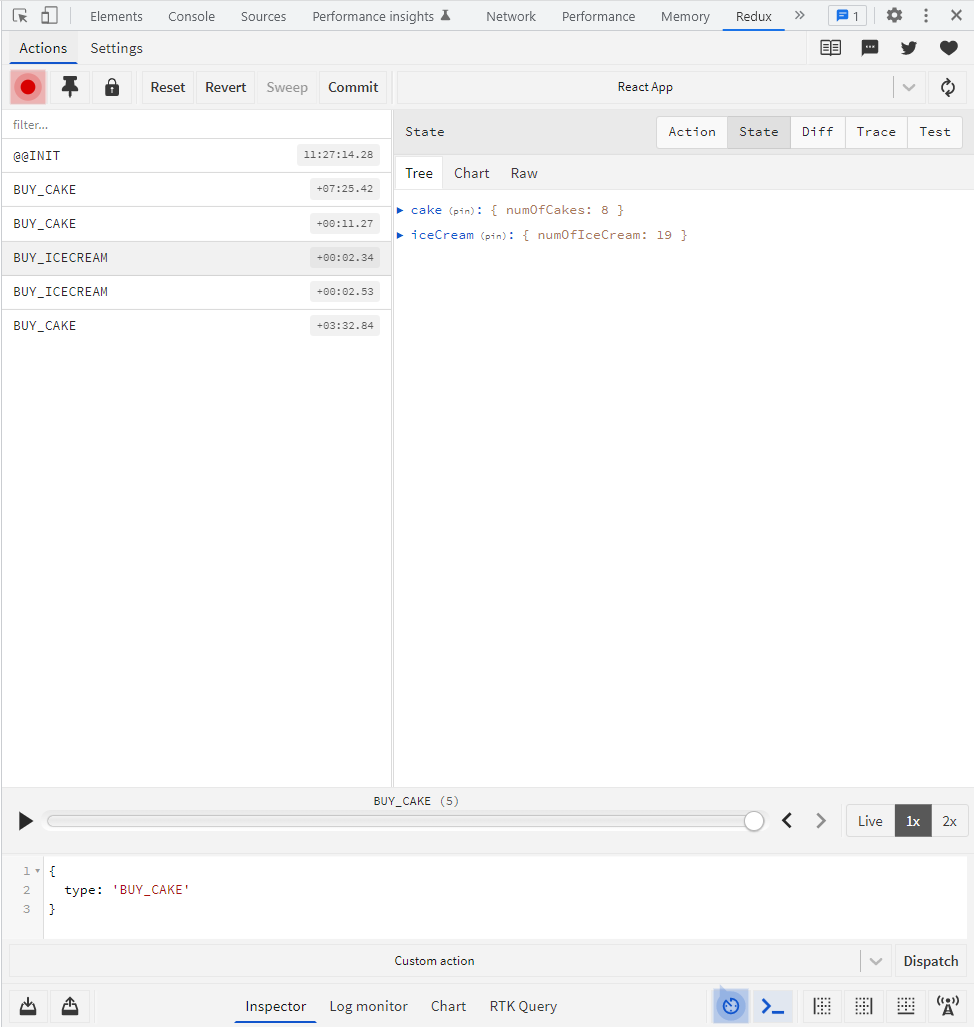 Elements Console Sources Performance insights Network Performance Memory Redux 1
Actions Settings
Reset Revert Sweep Commit React App
filter...
@@INIT 11:27:14.28
BUY_CAKE +07:25.42
BUY_CAKE +00:11.27
BUY_ICECREAM +00:02.34
BUY_ICECREAM +00:02.53
BUY_CAKE +03:32.84
State Action State Diff Trace Test
Tree Chart Raw
cake (pin): { numOfCakes: 8 }
iceCream (pin): { numOfIceCream: 19 }
BUY_CAKE (5)
Live 1x 2x
1 {
2 type: 'BUY_CAKE'
3 }
Custom action Dispatch
Inspector Log monitor Chart RTK Query